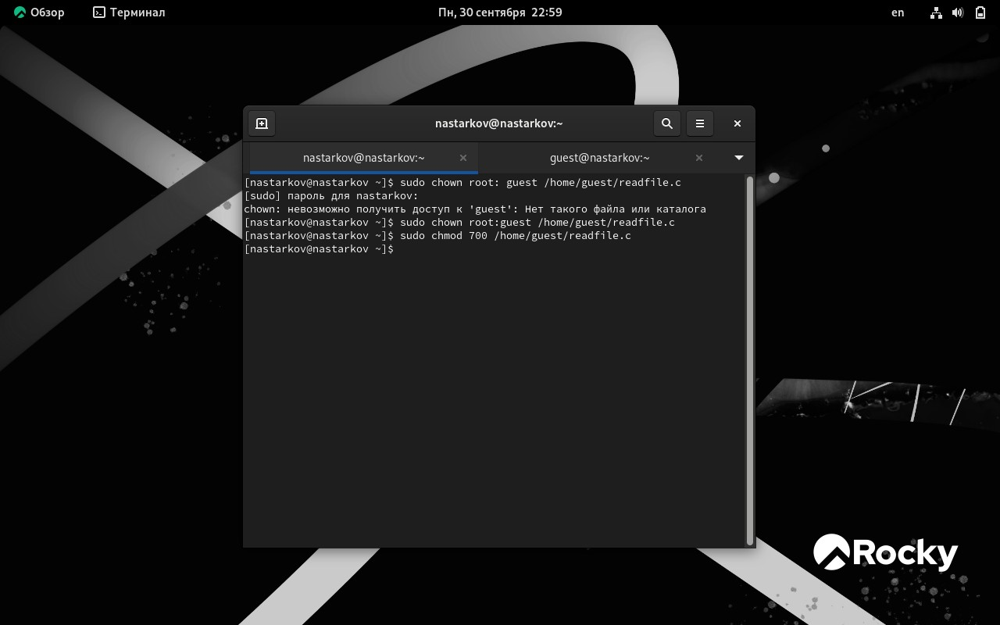 Обзор Терминал Пн, 30 сентября 22:59 en
nastarkov@nastarkov:~
nastarkov@nastarkov:~ guest@nastarkov:~
[nastarkov@nastarkov ~]$ sudo chown root: guest /home/guest/readfile.c
[sudo] пароль для nastarkov:
chown: невозможно получить доступ к 'guest': Нет такого файла или каталога
[nastarkov@nastarkov ~]$ sudo chown root:guest /home/guest/readfile.c
[nastarkov@nastarkov ~]$ sudo chmod 700 /home/guest/readfile.c
[nastarkov@nastarkov ~]$
Rocky